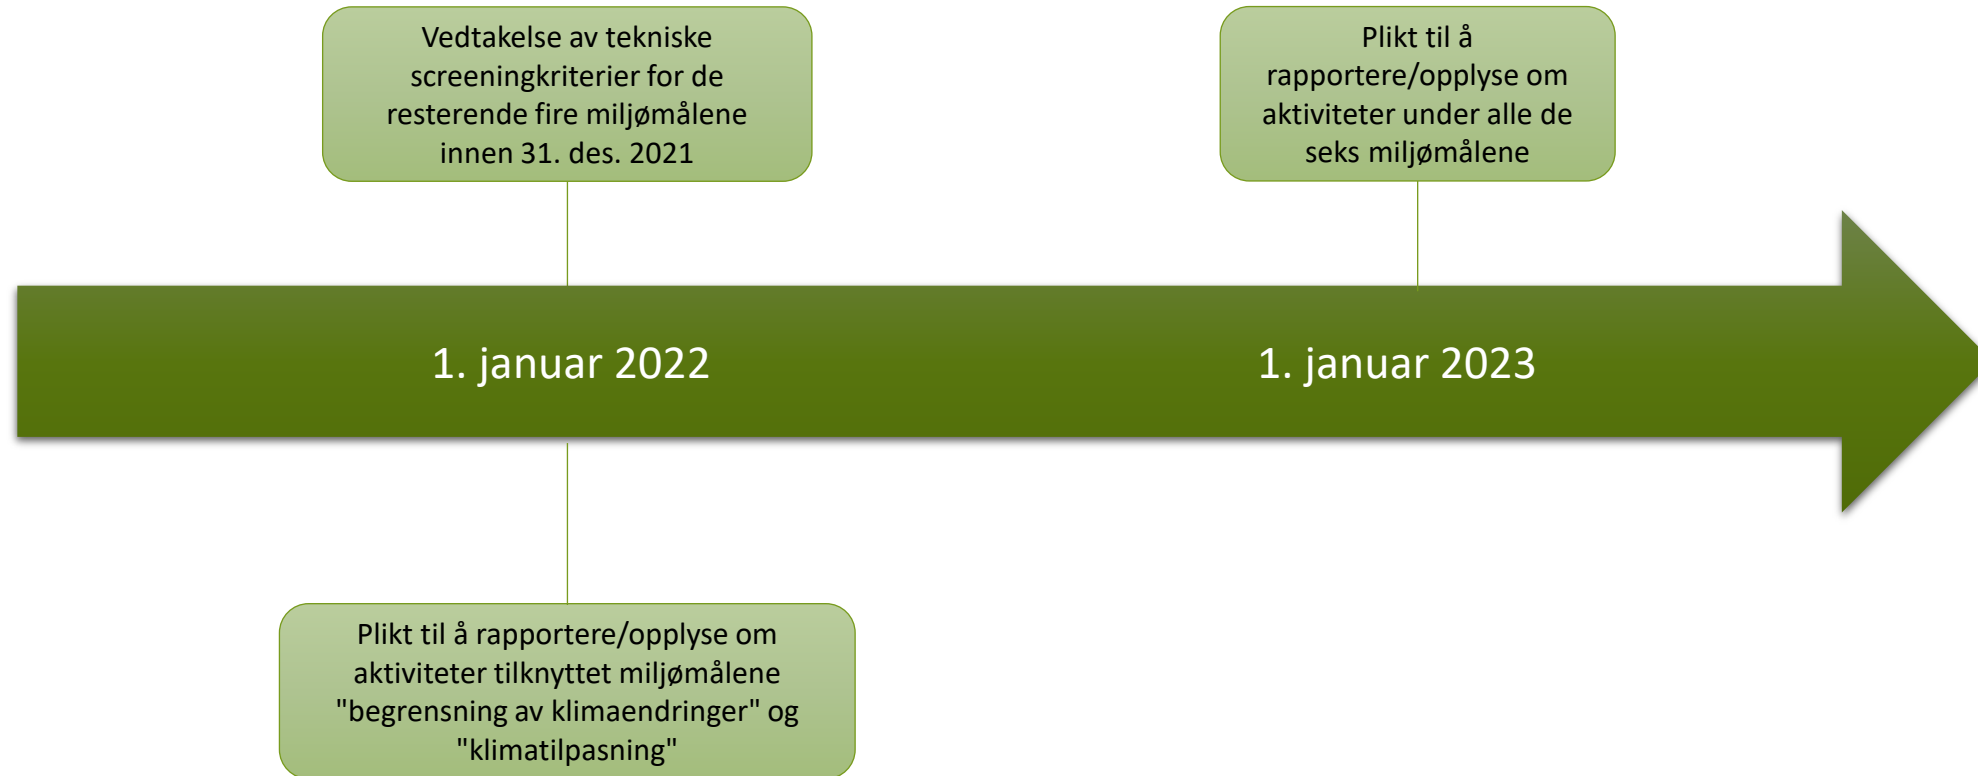 Vedtakelse av tekniske
screeningkriterier for de
resterende fire miljømålene
innen 31. des. 2021
Plikt til å
rapportere/opplyse om
aktiviteter under alle de
seks miljømålene
1. januar 2022
1. januar 2023
Plikt til å rapportere/opplyse om
aktiviteter tilknyttet miljømålene
"begrensning av klimaendringer" og
"klimatilpasning"